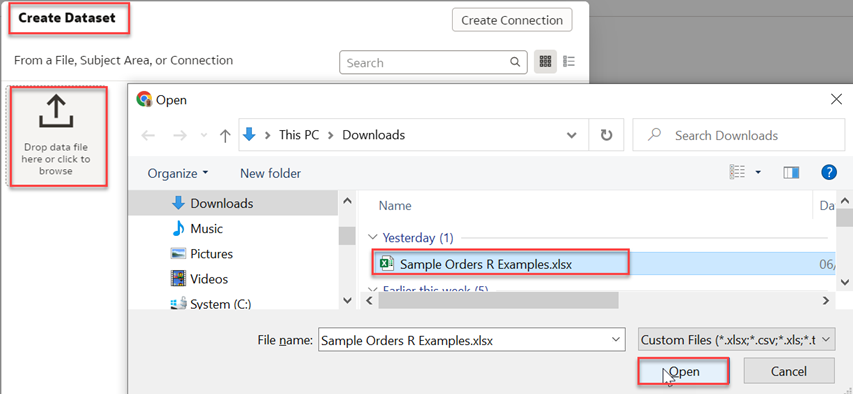 Create Dataset
Create Connection
From a File, Subject Area, or Connection
Search
Drop data file
here or click to
browse
Open
This PC > Downloads
Search Downloads
Organize
New folder
Downloads
Music
Pictures
Videos
System (C:)
Name
Da
Yesterday (1)
Sample Orders R Examples.xlsx
06/
Earlier this week (5)
File name:
Sample Orders R Examples.xlsx
Custom Files (*.xlsx;*.csv;*.xls;*.t
Open
Cancel